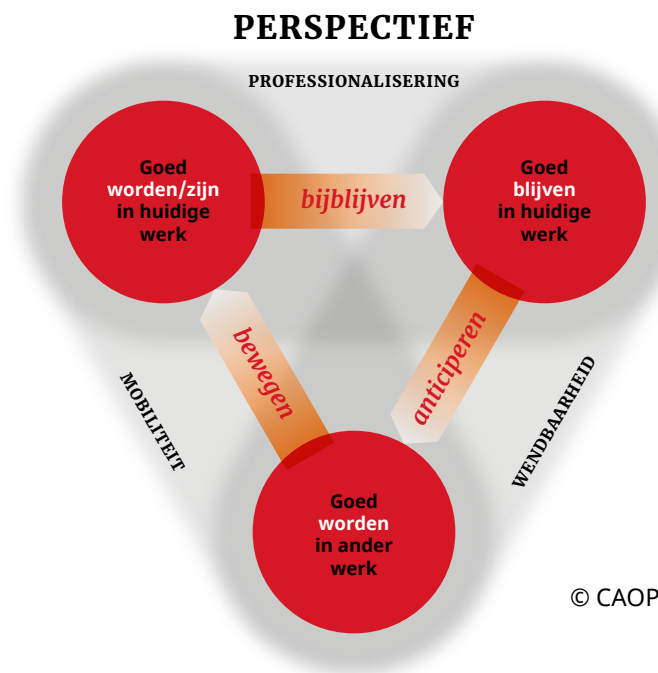 PERSPECTIEF
PROFESSIONALISERING
Goed
worden/zijn
in huidige
werk
bijblijven
Goed
blijven
in huidige
werk
bewegen
anticiperen
MOBILITEIT
WENDBAARHEID
Goed
worden
in ander
werk
© CAOP